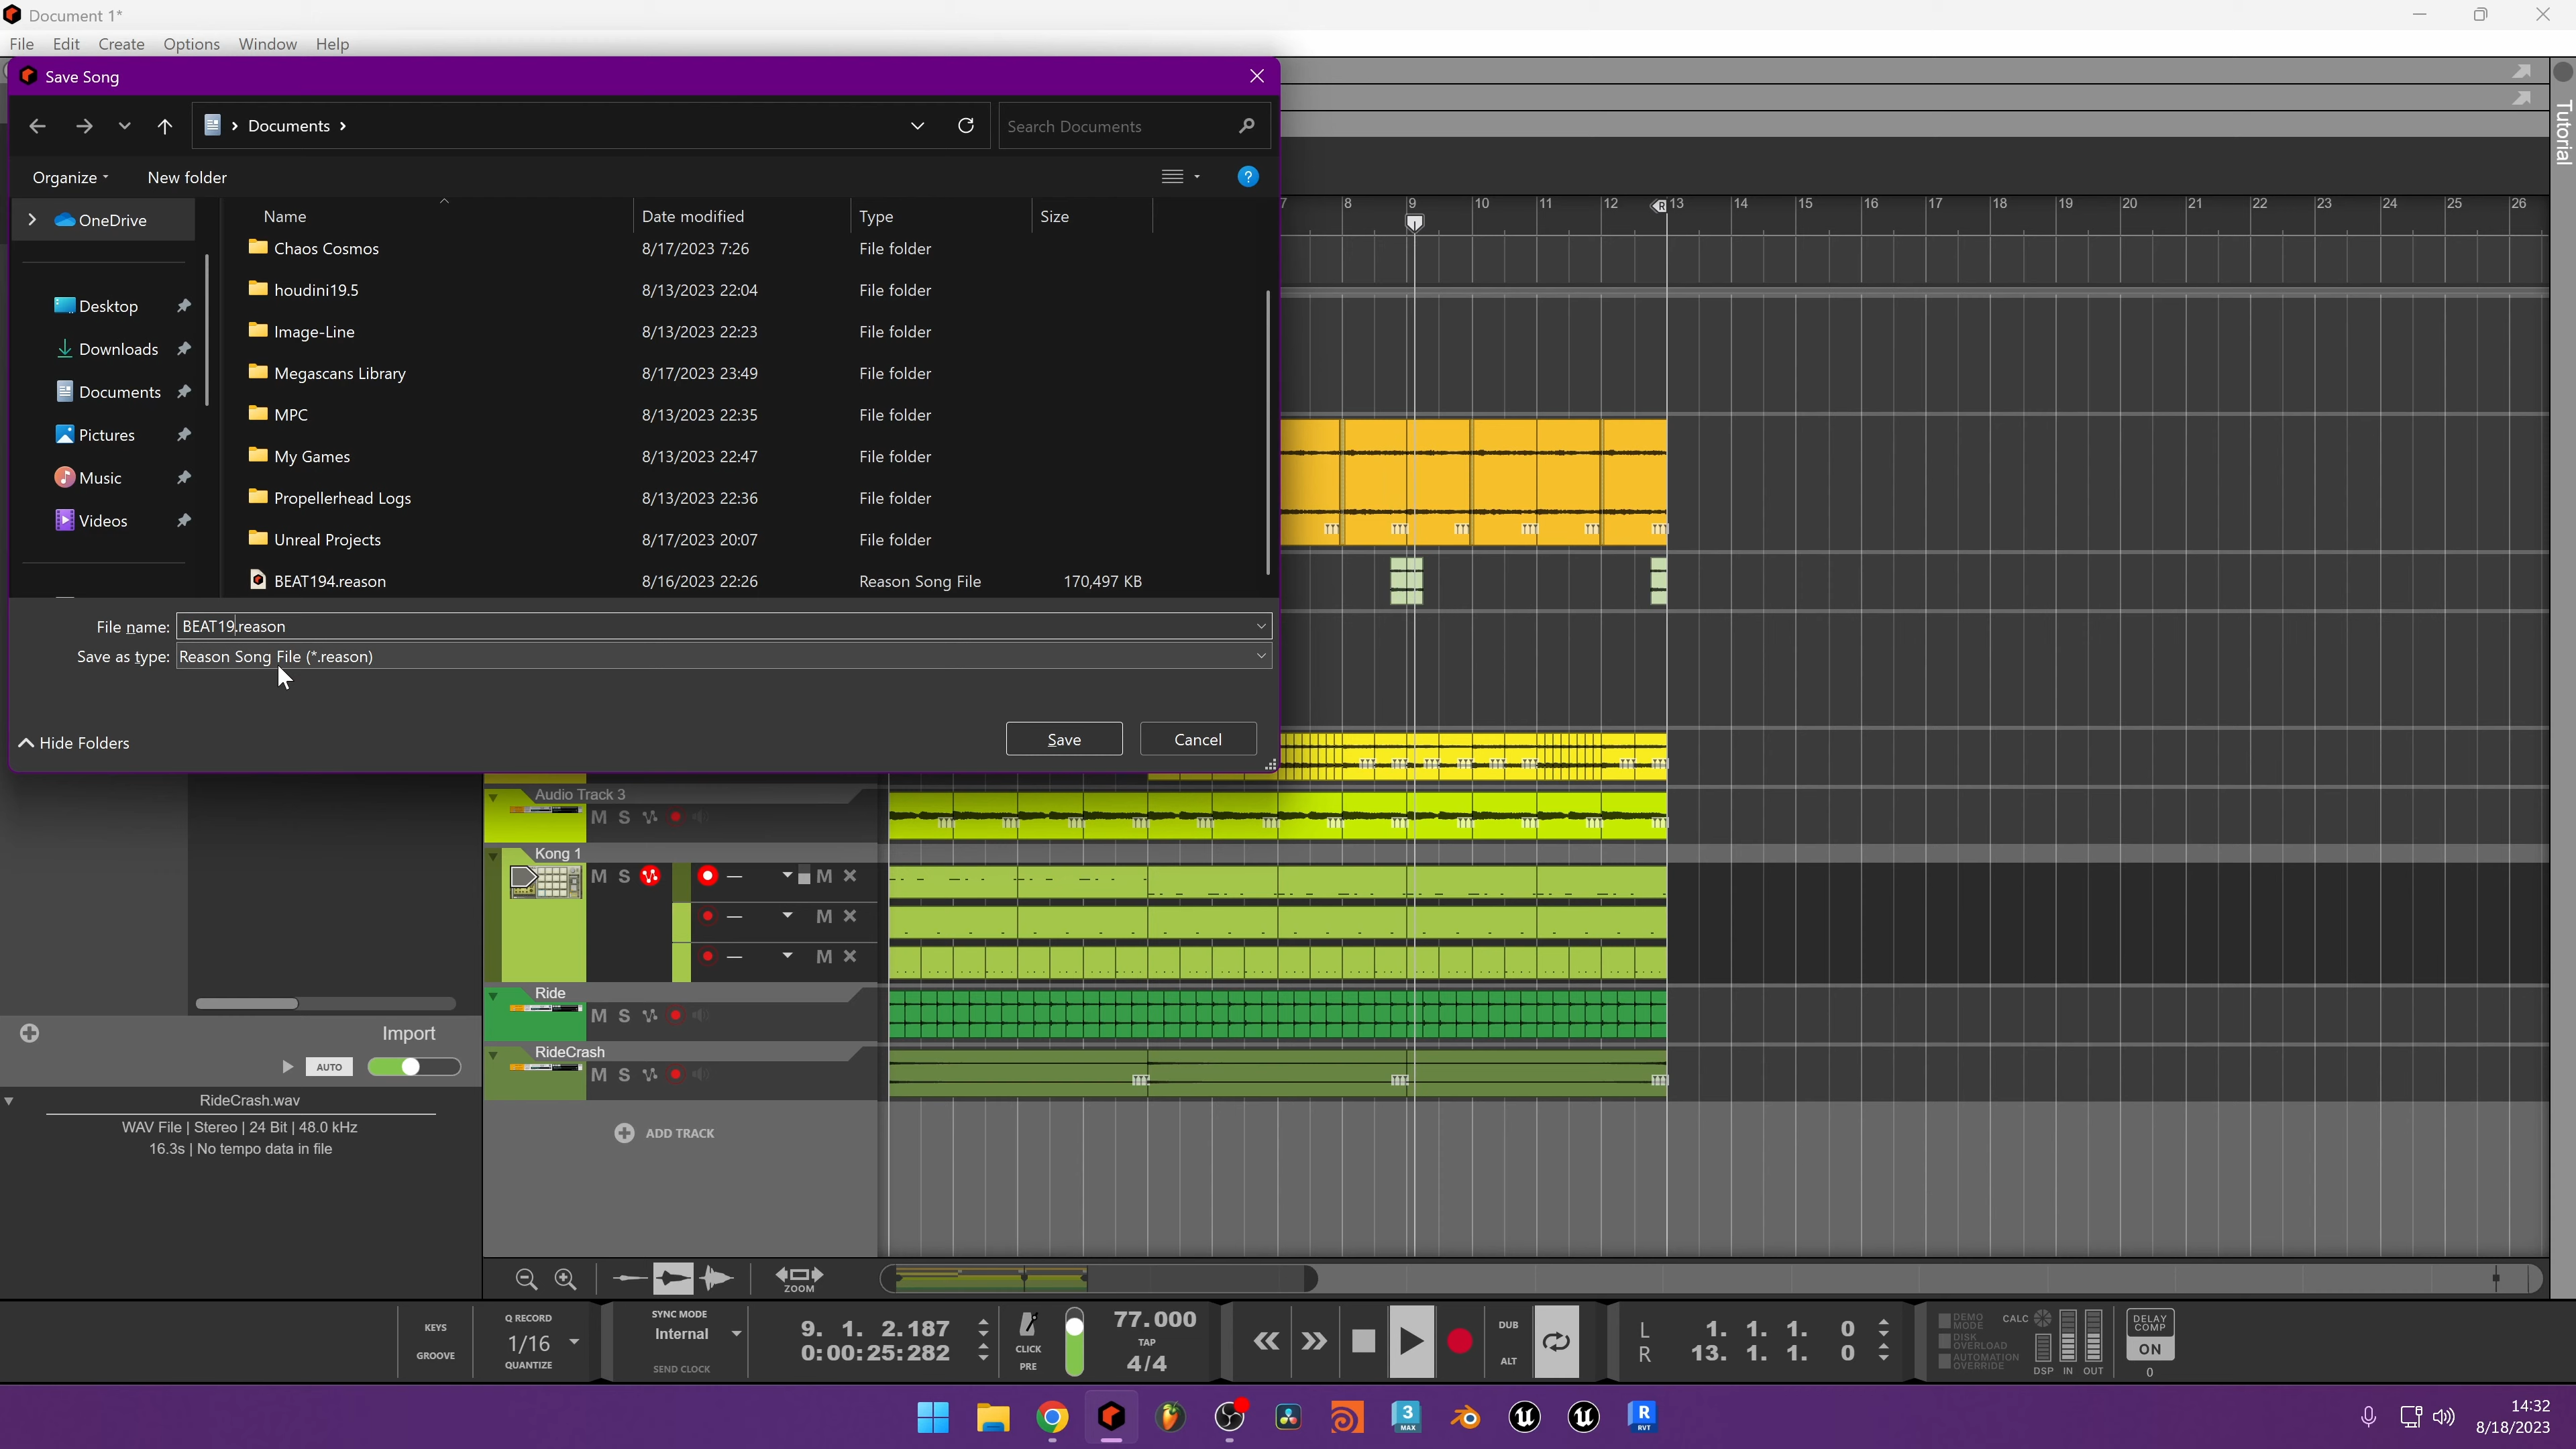 Document 1*
File Edit Create Options Window Help
Save Song
Documents
Search Documents
Organize
New folder
Name Date modified Type Size
OneDrive
Desktop
Downloads
Documents
Pictures
Music
Videos
Chaos Cosmos 8/17/2023 7:26 File folder
houdini19.5 8/13/2023 22:04 File folder
Image-Line 8/13/2023 22:23 File folder
Megascans Library 8/17/2023 23:49 File folder
MPC 8/13/2023 22:35 File folder
My Games 8/13/2023 22:47 File folder
Propellerhead Logs 8/13/2023 22:36 File folder
Unreal Projects 8/17/2023 20:07 File folder
BEAT194.reason 8/16/2023 22:26 Reason Song File 170,497 KB
File name: BEAT19.reason
Save as type: Reason Song File (*.reason)
Hide Folders
Save
Cancel
Tutorial
7 8 9 10 11 12 R 13 14 15 16 17 18 19 20 21 22 23 24 25 26
Audio Track 3
M S
Kong 1
M S M
M
M
Ride
M S
RideCrash
M S
ADD TRACK
Import
AUTO
RideCrash.wav
WAV File | Stereo | 24 Bit | 48.0 kHz
16.3s | No tempo data in file
ZOOM
KEYS
GROOVE
Q RECORD
1/16
QUANTIZE
SYNC MODE
Internal
SEND CLOCK
9. 1. 2.187
0:00:25:282
CLICK
PRE
77.000
TAP
4/4
DUB
ALT
L 1. 1. 1. 0
R 13. 1. 1. 0
DEMO MODE
DISK OVERLOAD
AUTOMATION OVERRIDE
CALC
DSP IN OUT
DELAY COMP
ON
0
3
MAX
R
RVT
14:32
8/18/2023